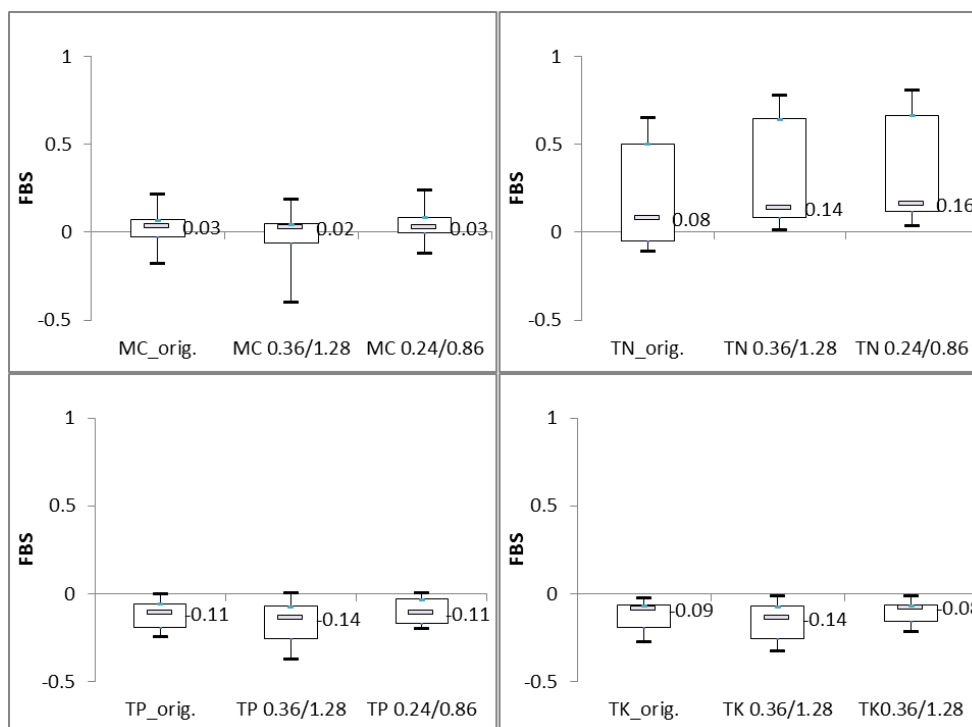 1
0.5
FBS
0.03
0.02
0.03
0
-0.5
MC_orig.
MC 0.36/1.28
MC 0.24/0.86
1
0.5
FBS
0.08
0.14
0.16
0
-0.5
TN_orig.
TN 0.36/1.28
TN 0.24/0.86
1
0.5
FBS
0
-0.11
-0.14
-0.11
-0.5
TP_orig.
TP 0.36/1.28
TP 0.24/0.86
1
0.5
FBS
0
-0.09
-0.14
-0.08
-0.5
TK_orig.
TK 0.36/1.28
TK0.36/1.28